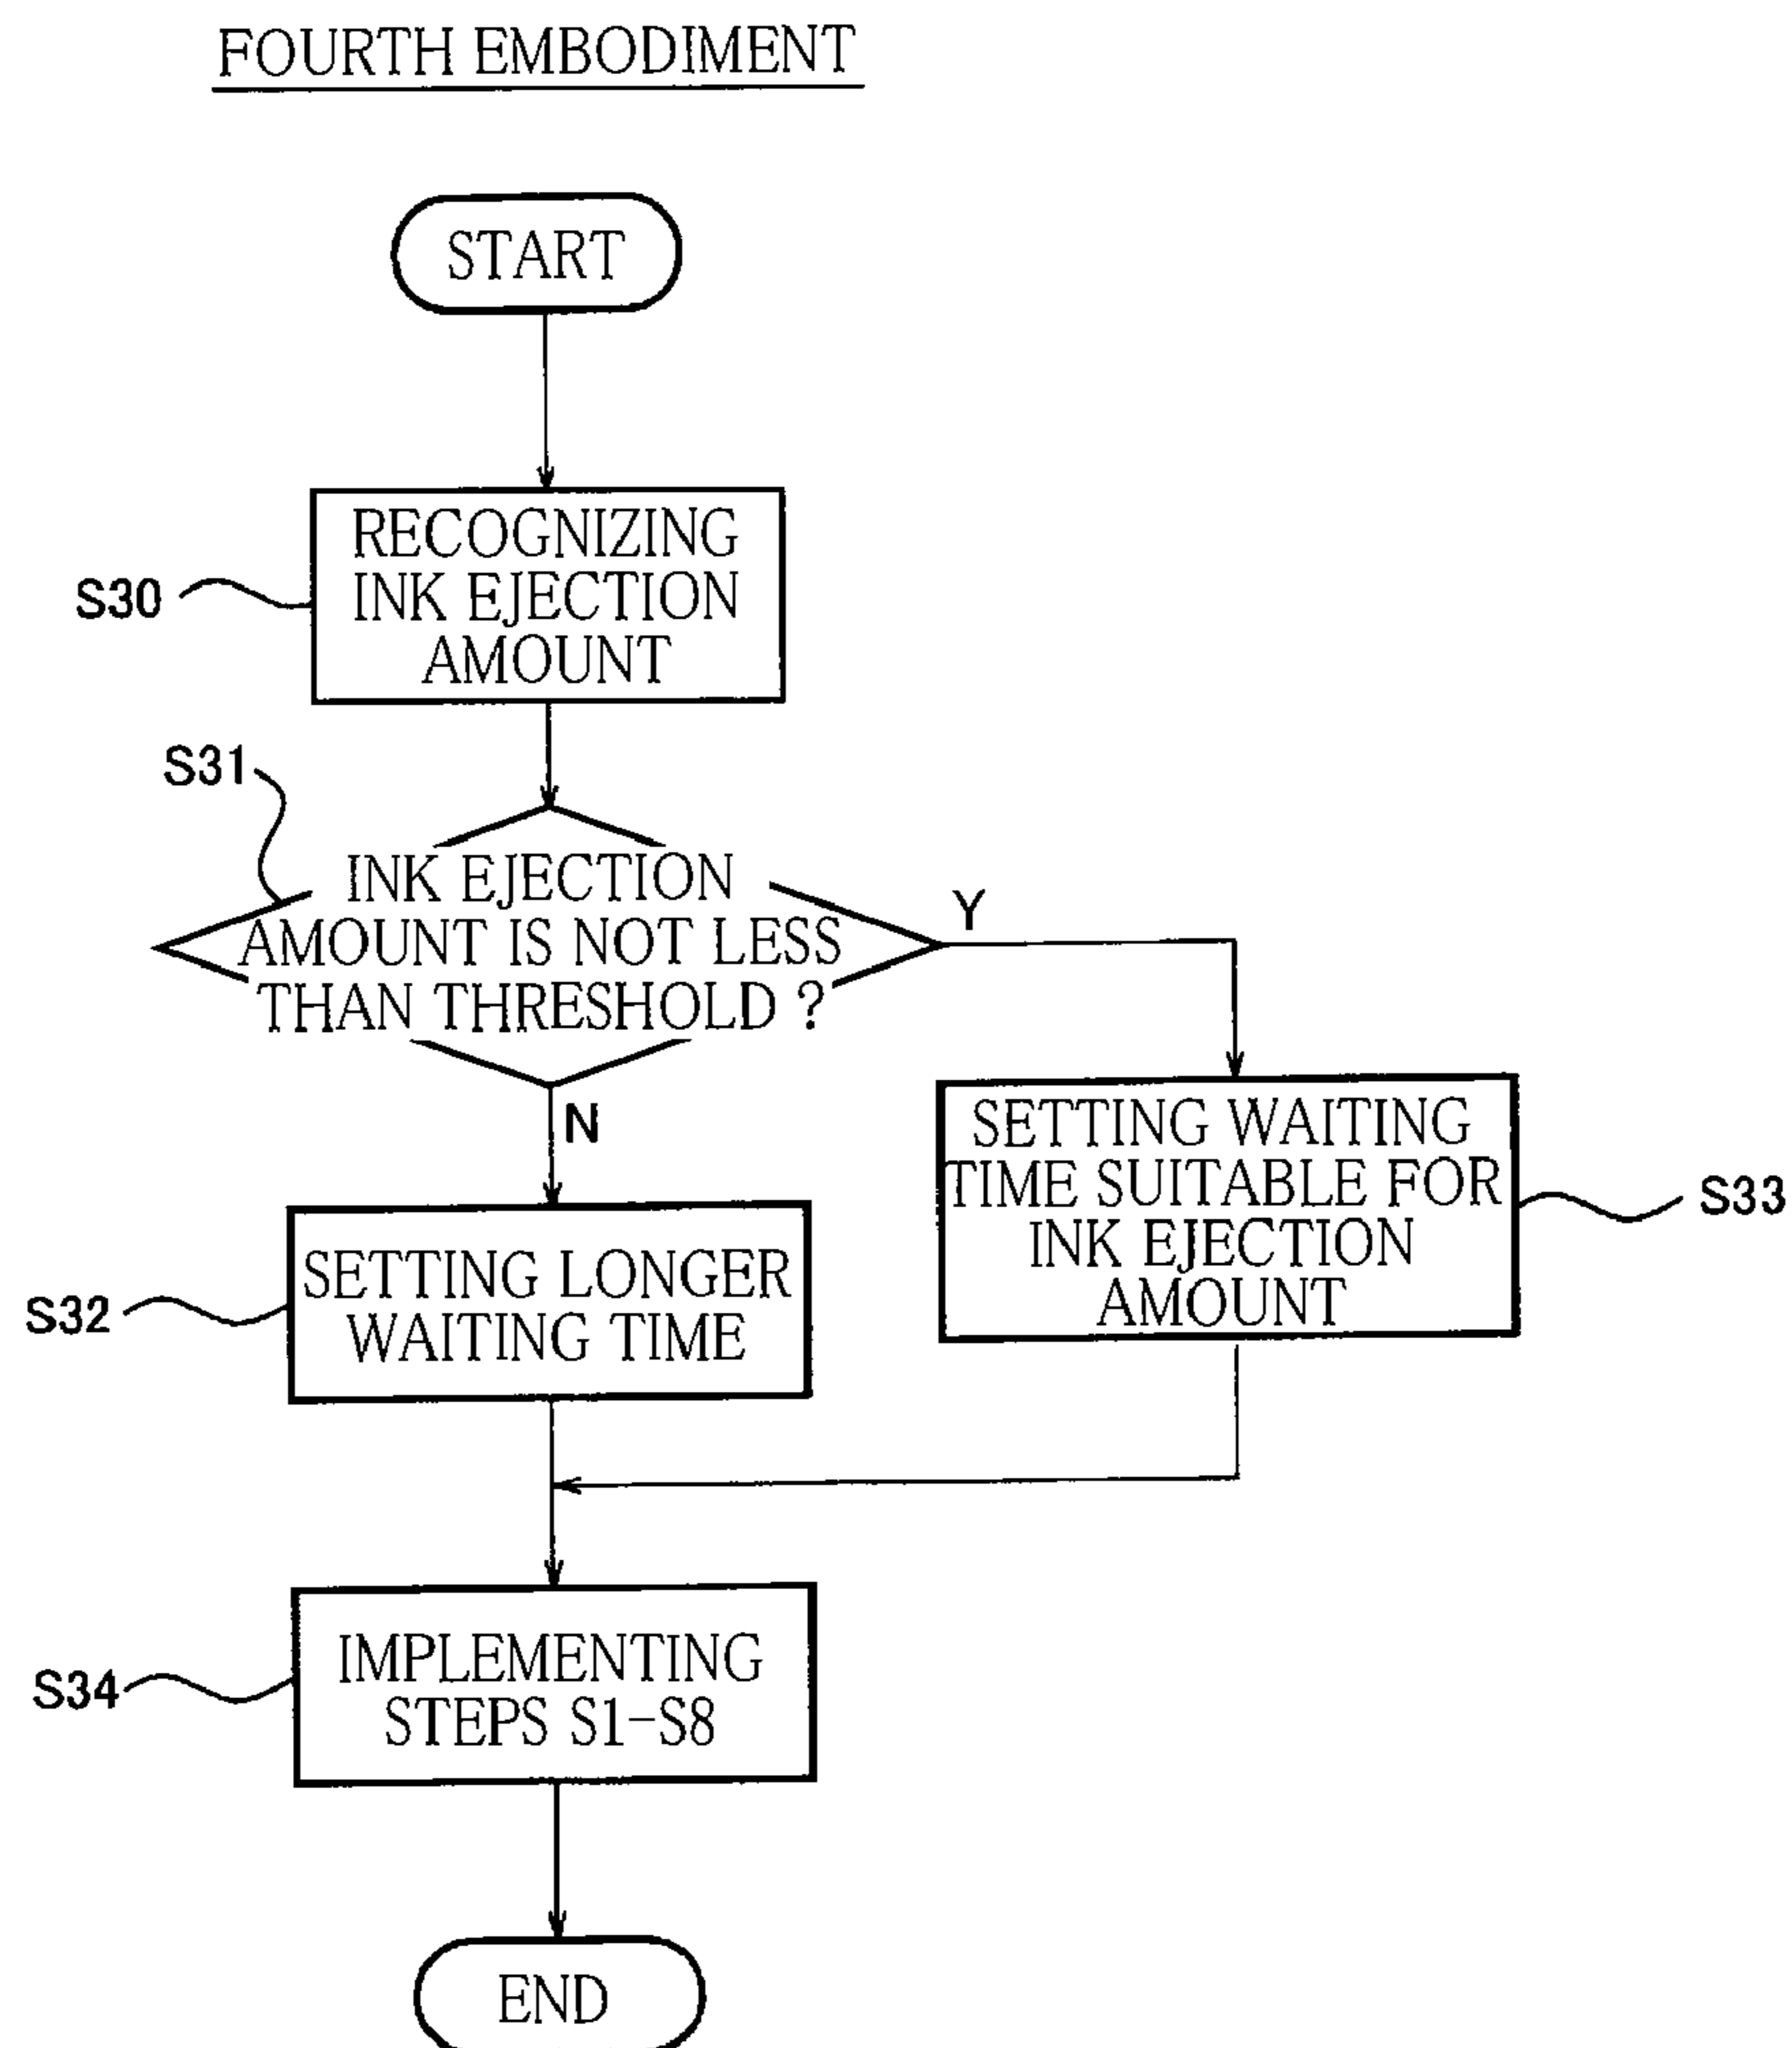 FOURTH EMBODIMENT
START
RECOGNIZING
INK EJECTION
AMOUNT
S30
S31
INK EJECTION
AMOUNT IS NOT LESS
THAN THRESHOLD ?
Y
N
SETTING WAITING
TIME SUITABLE FOR
INK EJECTION
AMOUNT
S33
SETTING LONGER
WAITING TIME
S32
IMPLEMENTING
STEPS S1-S8
S34
END